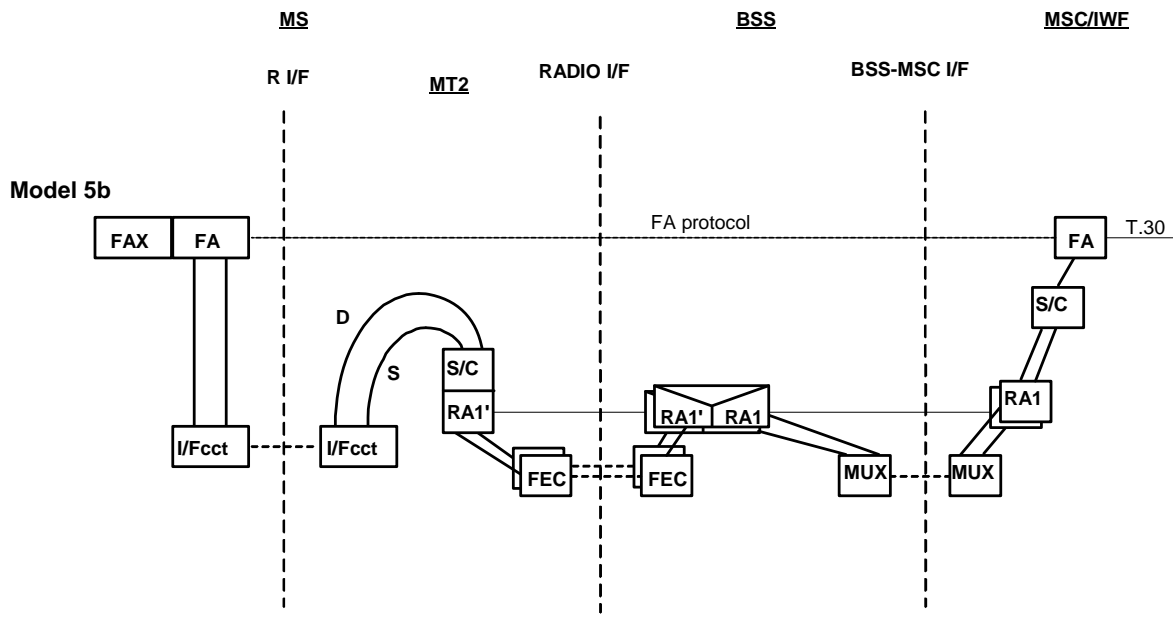 MS
BSS
MSC/IWF
R I/F
MT2
RADIO I/F
BSS-MSC I/F
Model 5b
FAX
FA
FA protocol
FA
T.30
D
S
S/C
S/C
RA1'
RA1'
RA1
RA1
I/Fcct
I/Fcct
FEC
FEC
MUX
MUX